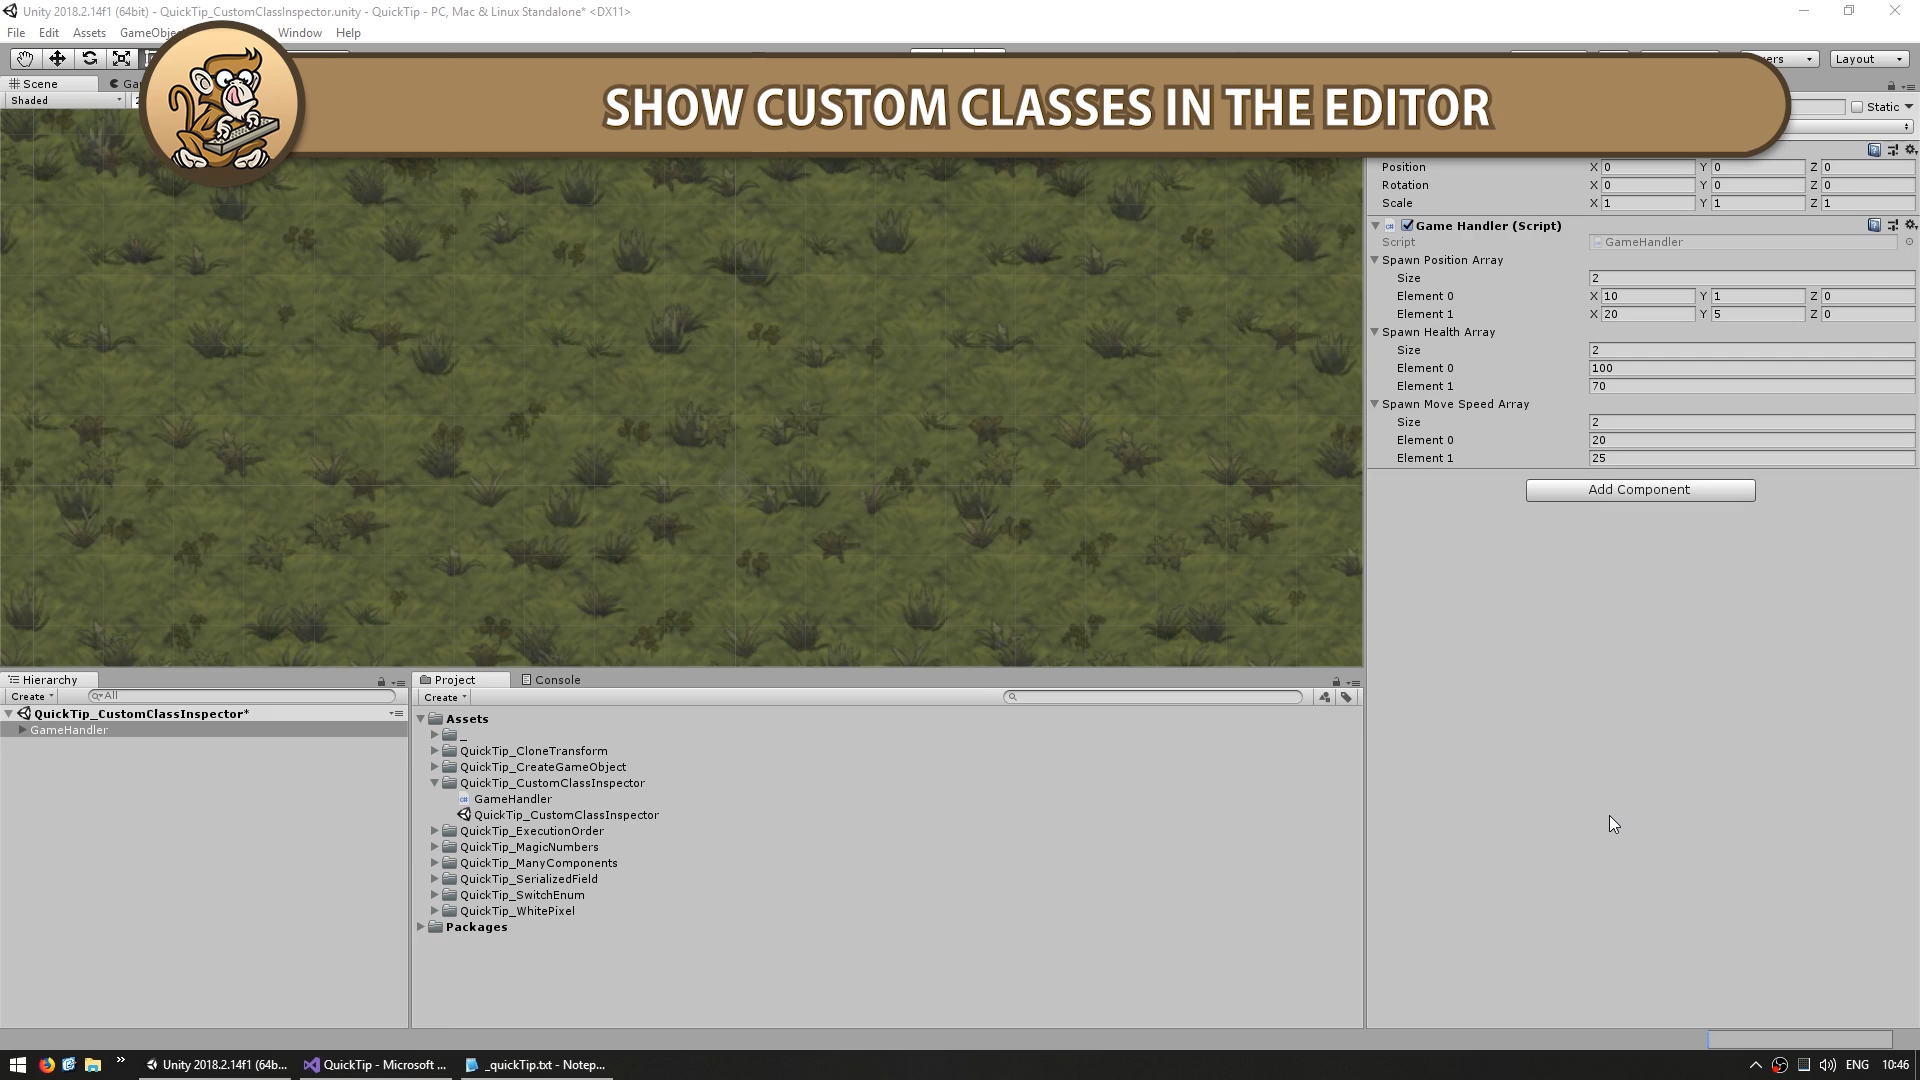 Unity 2018.2.14f1 (64bit) - QuickTip_CustomClassInspector.unity - QuickTip - PC, Mac & Linux Standalone* <DX11>
File Edit Assets Window Help
SHOW CUSTOM CLASSES IN THE EDITOR
Layout
Scene
Shaded
Static
Position X 0 Y 0 Z 0
Rotation X 0 Y 0 Z 0
Scale X 1 Y 1 Z 1
Game Handler (Script)
Script GameHandler
Spawn Position Array
Size 2
Element 0 X 10 Y 1 Z 0
Element 1 X 20 Y 5 Z 0
Spawn Health Array
Size 2
Element 0 100
Element 1 70
Spawn Move Speed Array
Size 2
Element 0 20
Element 1 25
Add Component
Hierarchy
Create All
QuickTip_CustomClassInspector*
GameHandler
Project Console
Create
Assets
_
QuickTip_CloneTransform
QuickTip_CreateGameObject
QuickTip_CustomClassInspector
GameHandler
QuickTip_CustomClassInspector
QuickTip_ExecutionOrder
QuickTip_MagicNumbers
QuickTip_ManyComponents
QuickTip_SerializedField
QuickTip_SwitchEnum
QuickTip_WhitePixel
Packages
Unity 2018.2.14f1 (64b... QuickTip - Microsoft ... _quickTip.txt - Notep... ENG 10:46